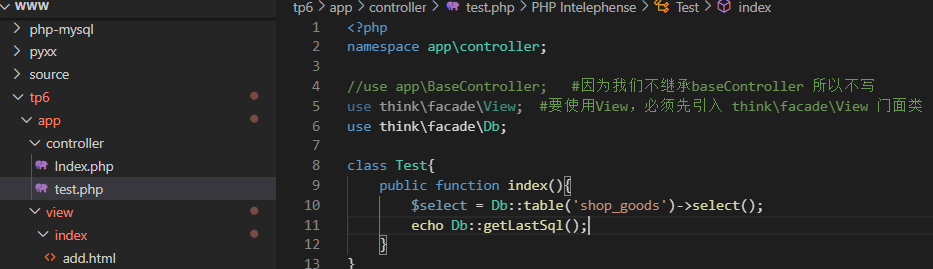 WWW
php-mysql
pyxx
source
tp6
app
controller
Index.php
test.php
view
index
add.html
tp6 > app > controller > test.php > PHP Intelephense > Test > index
1 <?php
2 namespace app\controller;
3
4 //use app\BaseController;   #因为我们不继承baseController 所以不写
5 use think\facade\View;  #要使用View，必须先引入 think\facade\View 门面类
6 use think\facade\Db;
7
8 class Test{
9     public function index(){
10         $select = Db::table('shop_goods')->select();
11         echo Db::getLastSql();
12     }
13 }